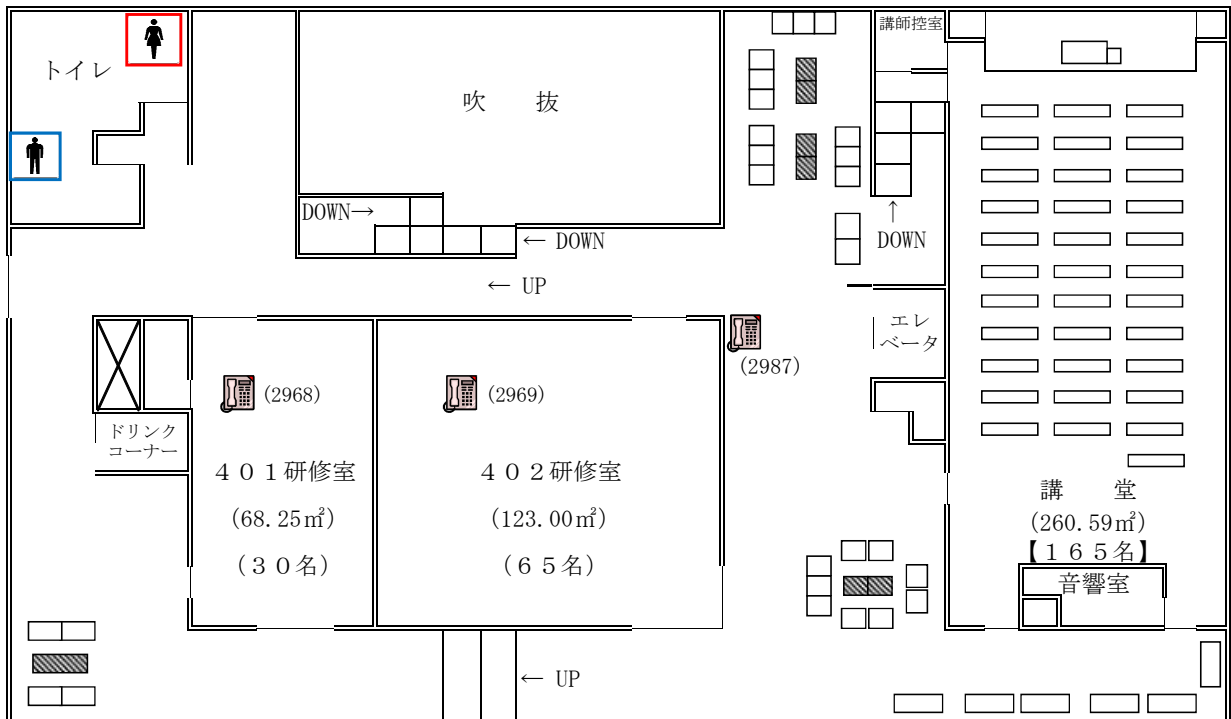 トイレ
吹　抜
講師控室
DOWN→
← DOWN
↑
DOWN
← UP
エレ
ベータ
(2987)
(2968)
(2969)
ドリンク
コーナー
４０１研修室
(68.25㎡)
(３０名)
４０２研修室
(123.00㎡)
(６５名)
講　堂
(260.59㎡)
【１６５名】
音響室
← UP